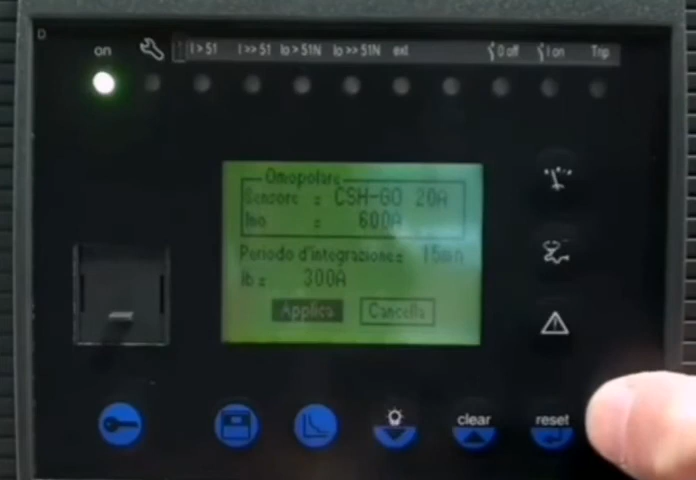 D
on I>51 I>>51 Io>51N Io>>51N ext 0 off I on Trip
Omopolare
Sensore : CSH-GO 20A
Ino : 600A
Periodo d'integrazione= 15mn
Ib = 300A
Applica Cancella
clear reset